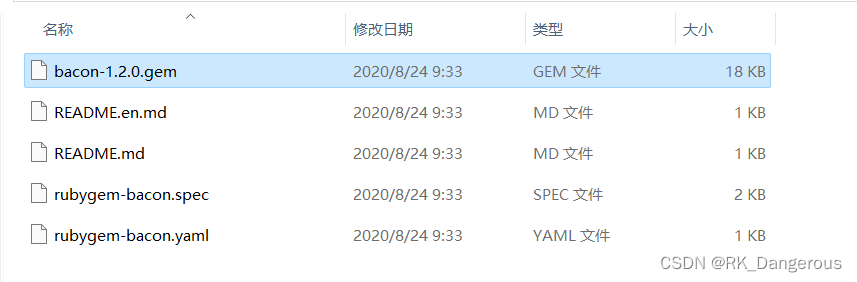 名称 修改日期 类型 大小
bacon-1.2.0.gem 2020/8/24 9:33 GEM 文件 18 KB
README.en.md 2020/8/24 9:33 MD 文件 1 KB
README.md 2020/8/24 9:33 MD 文件 1 KB
rubygem-bacon.spec 2020/8/24 9:33 SPEC 文件 2 KB
rubygem-bacon.yaml 2020/8/24 9:33 YAML 文件 1 KB
CSDN @RK_Dangerous